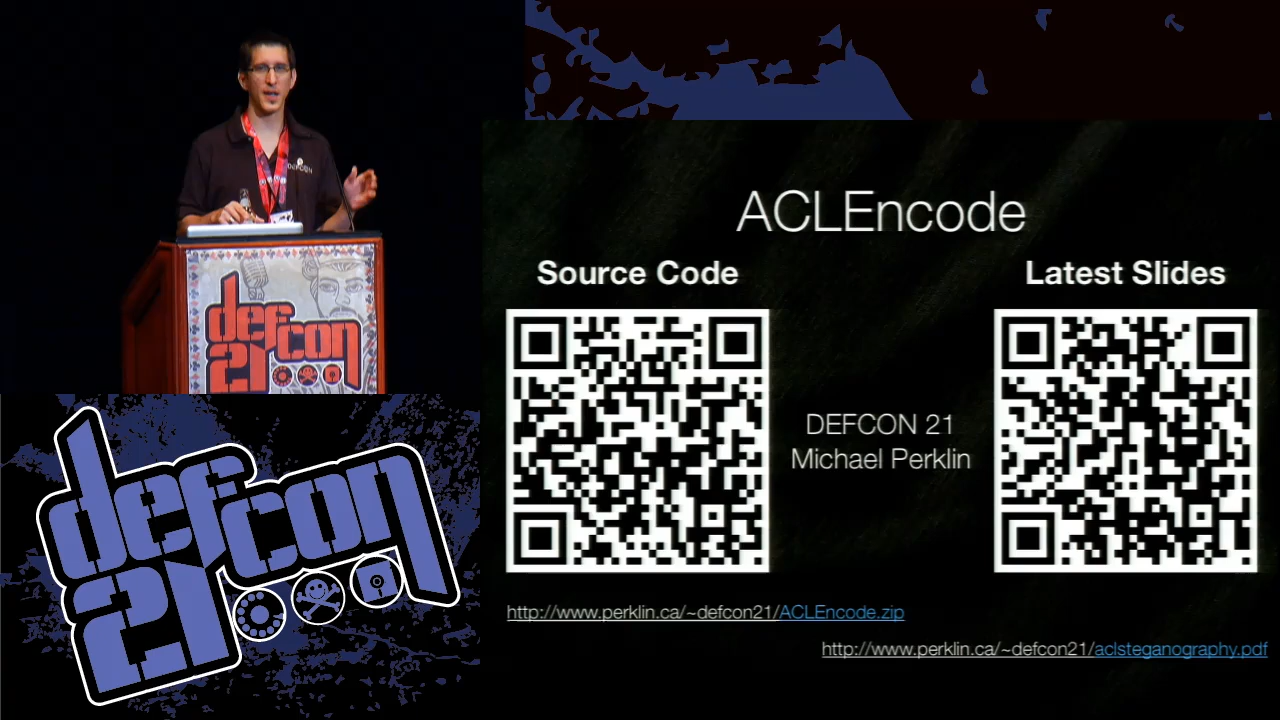 DEFCON
defcon
21
defcon
21
ACLEncode
Source Code
Latest Slides
DEFCON 21
Michael Perklin
http://www.perklin.ca/~defcon21/ACLEncode.zip
http://www.perklin.ca/~defcon21/aclsteganography.pdf